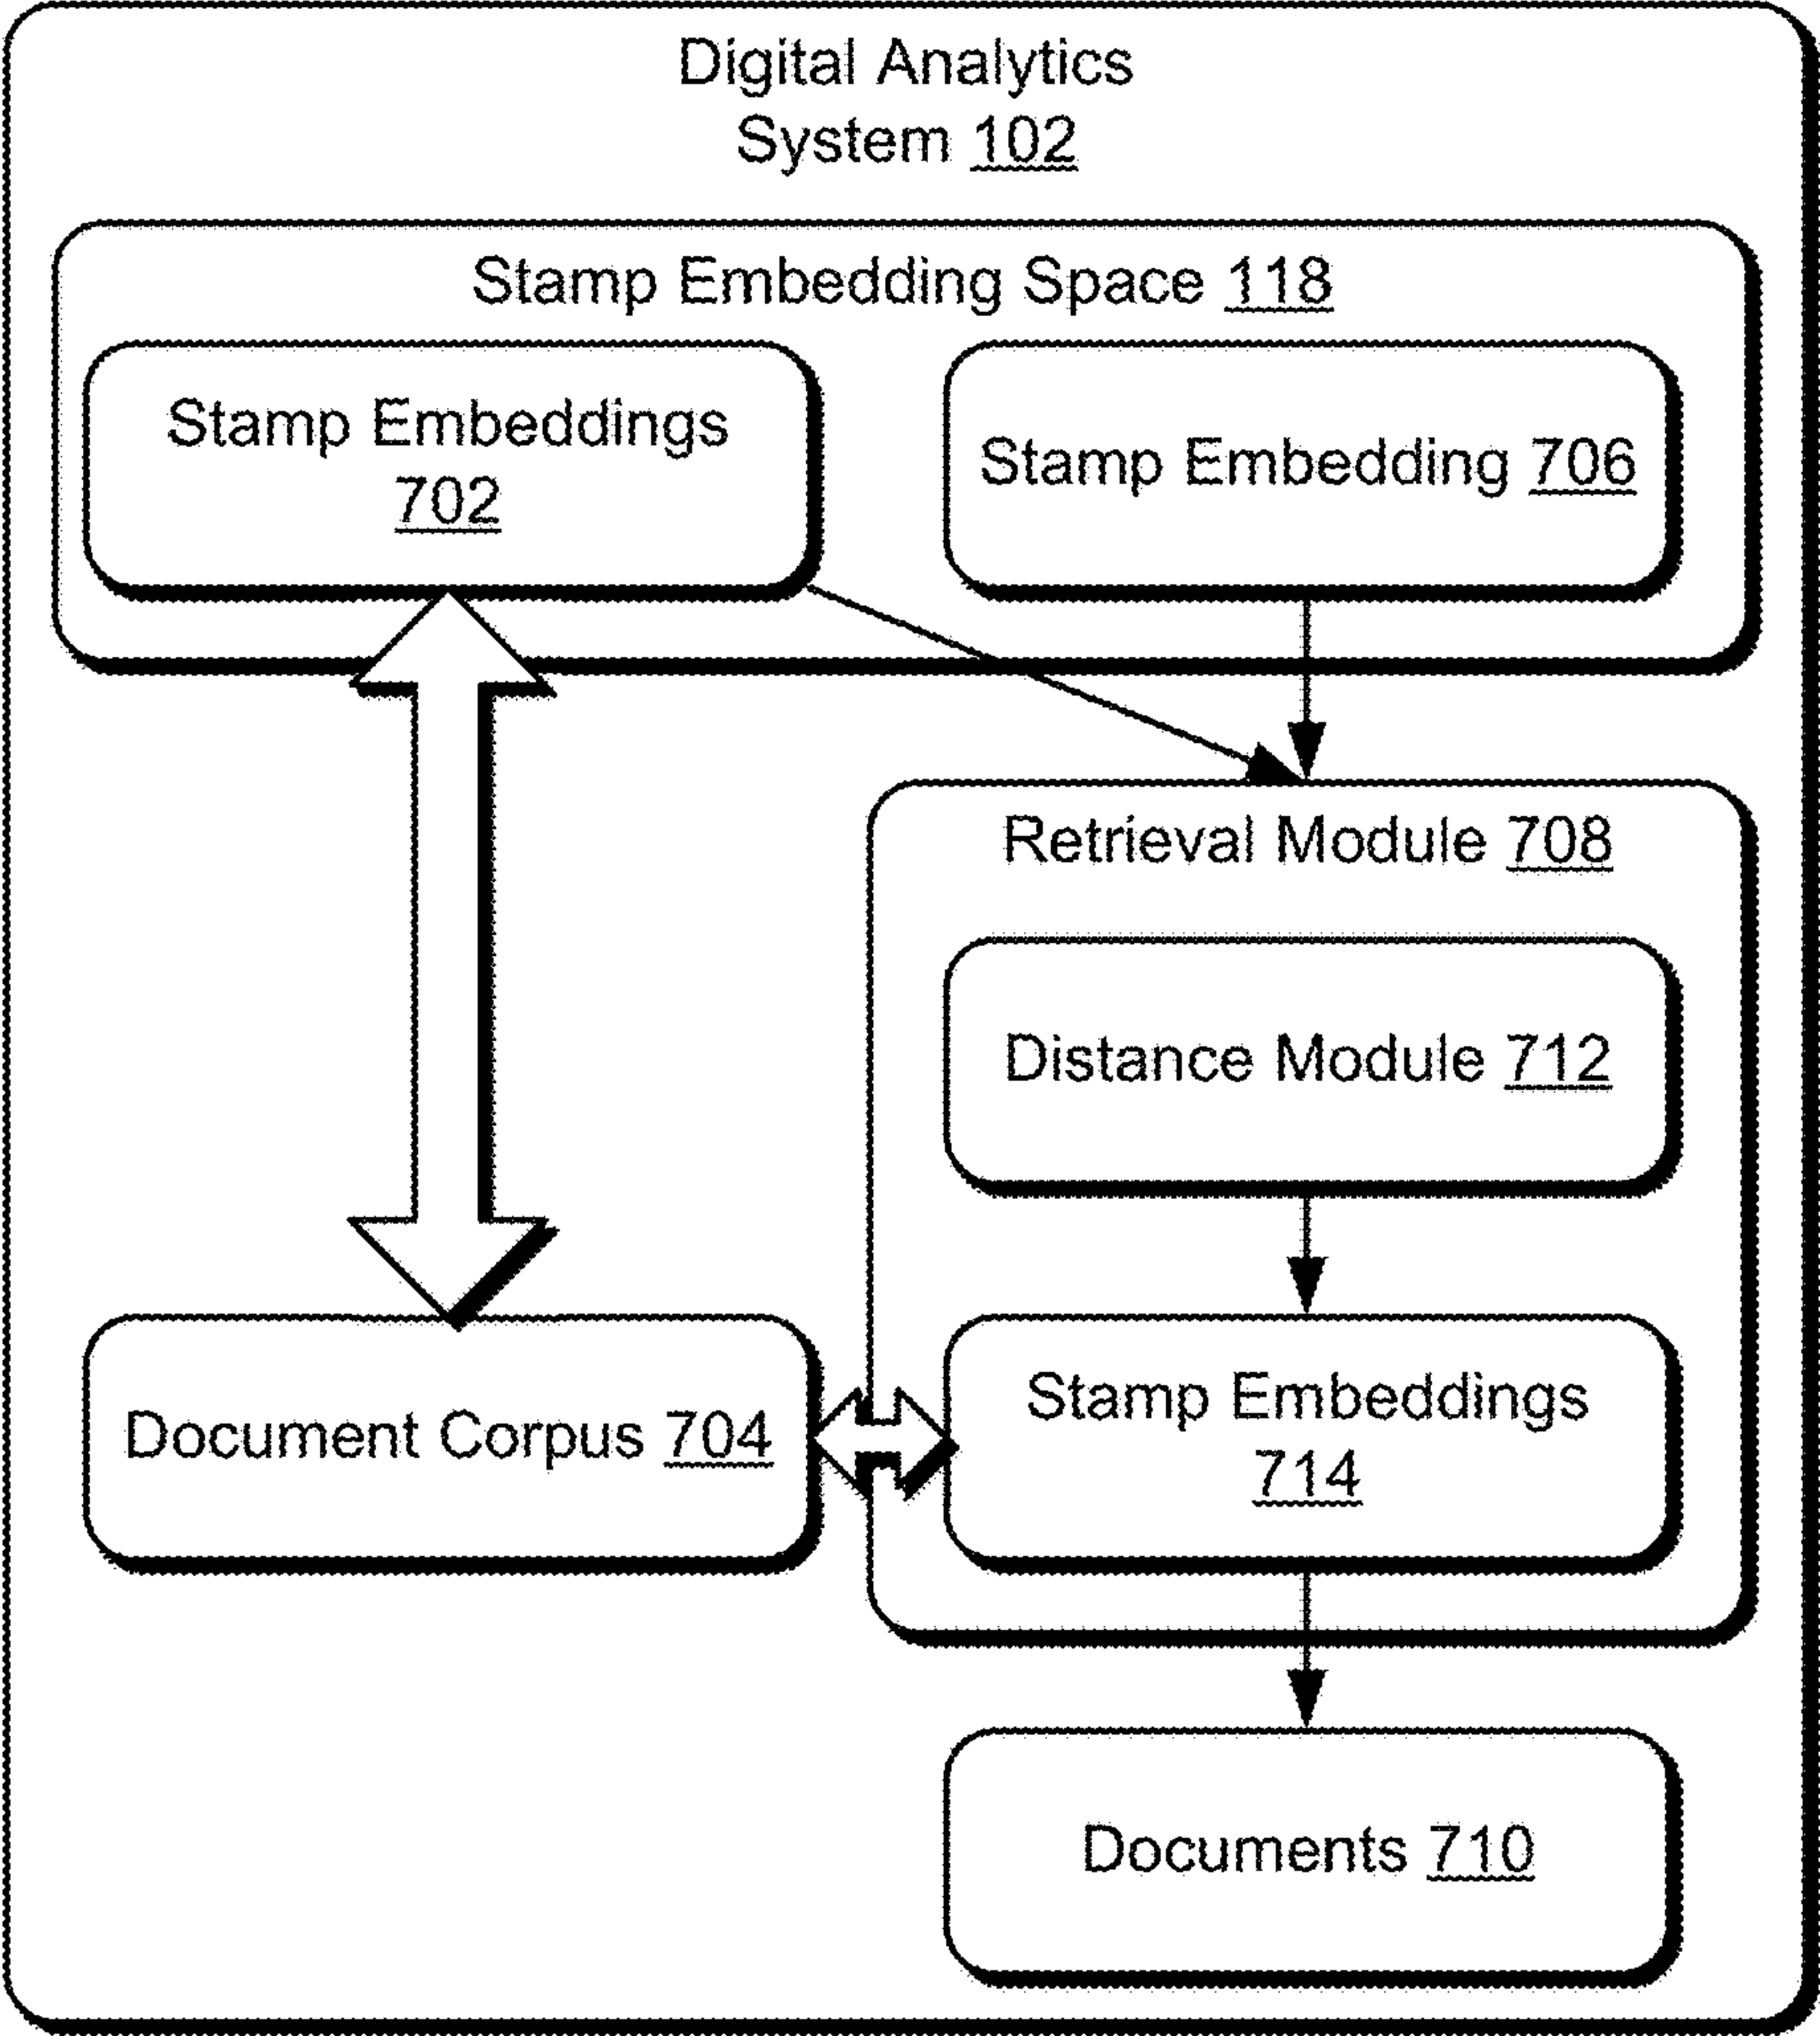 Digital Analytics
System 102
Stamp Embedding Space 118
Stamp Embeddings
702
Stamp Embedding 706
Retrieval Module 708
Distance Module 712
Document Corpus 704
Stamp Embeddings
714
Documents 710